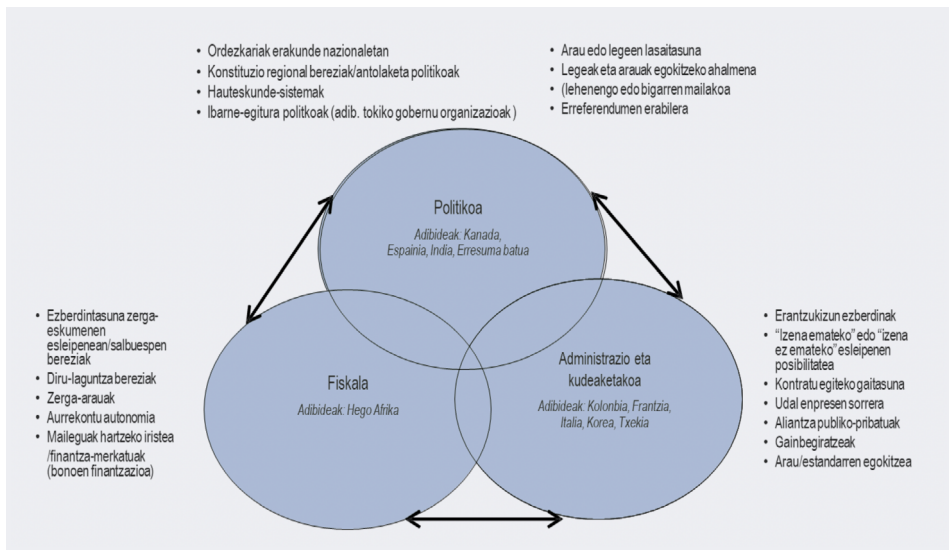 • Ordezkariak erakunde nazionaletan
• Konstituzio regional bereziak/antolaketa politikoak
• Hauteskunde-sistemak
• Ibarne-egitura politkoak (adib. tokiko gobernu organizazioak )
• Arau edo legeen lasaitasuna
• Legeak eta arauak egokitzeko ahalmena
• (lehenengo edo bigarren mailakoa
• Erreferendumen erabilera
Politikoa
Adibideak: Kanada,
Espainia, India, Erresuma batua
• Ezberdintasuna zerga-
eskumenen
esleipenean/salbuespen
bereziak
• Diru-laguntza bereziak
• Zerga-arauak
• Aurrekontu autonomia
• Maileguak hartzeko iristea
/finantza-merkatuak
(bonoen finantzazioa)
Fiskala
Adibideak: Hego Afrika
Administrazio eta
kudeaketakoa
Adibideak: Kolonbia, Frantzia,
Italia, Korea, Txekia
• Erantzukizun ezberdinak
• “Izena emateko” edo “izena
ez emateko” esleipenen
posibilitatea
• Kontratu egiteko gaitasuna
• Udal enpresen sorrera
• Aliantza publiko-pribatuak
• Gainbegiratzeak
• Arau/estandarren egokitzea